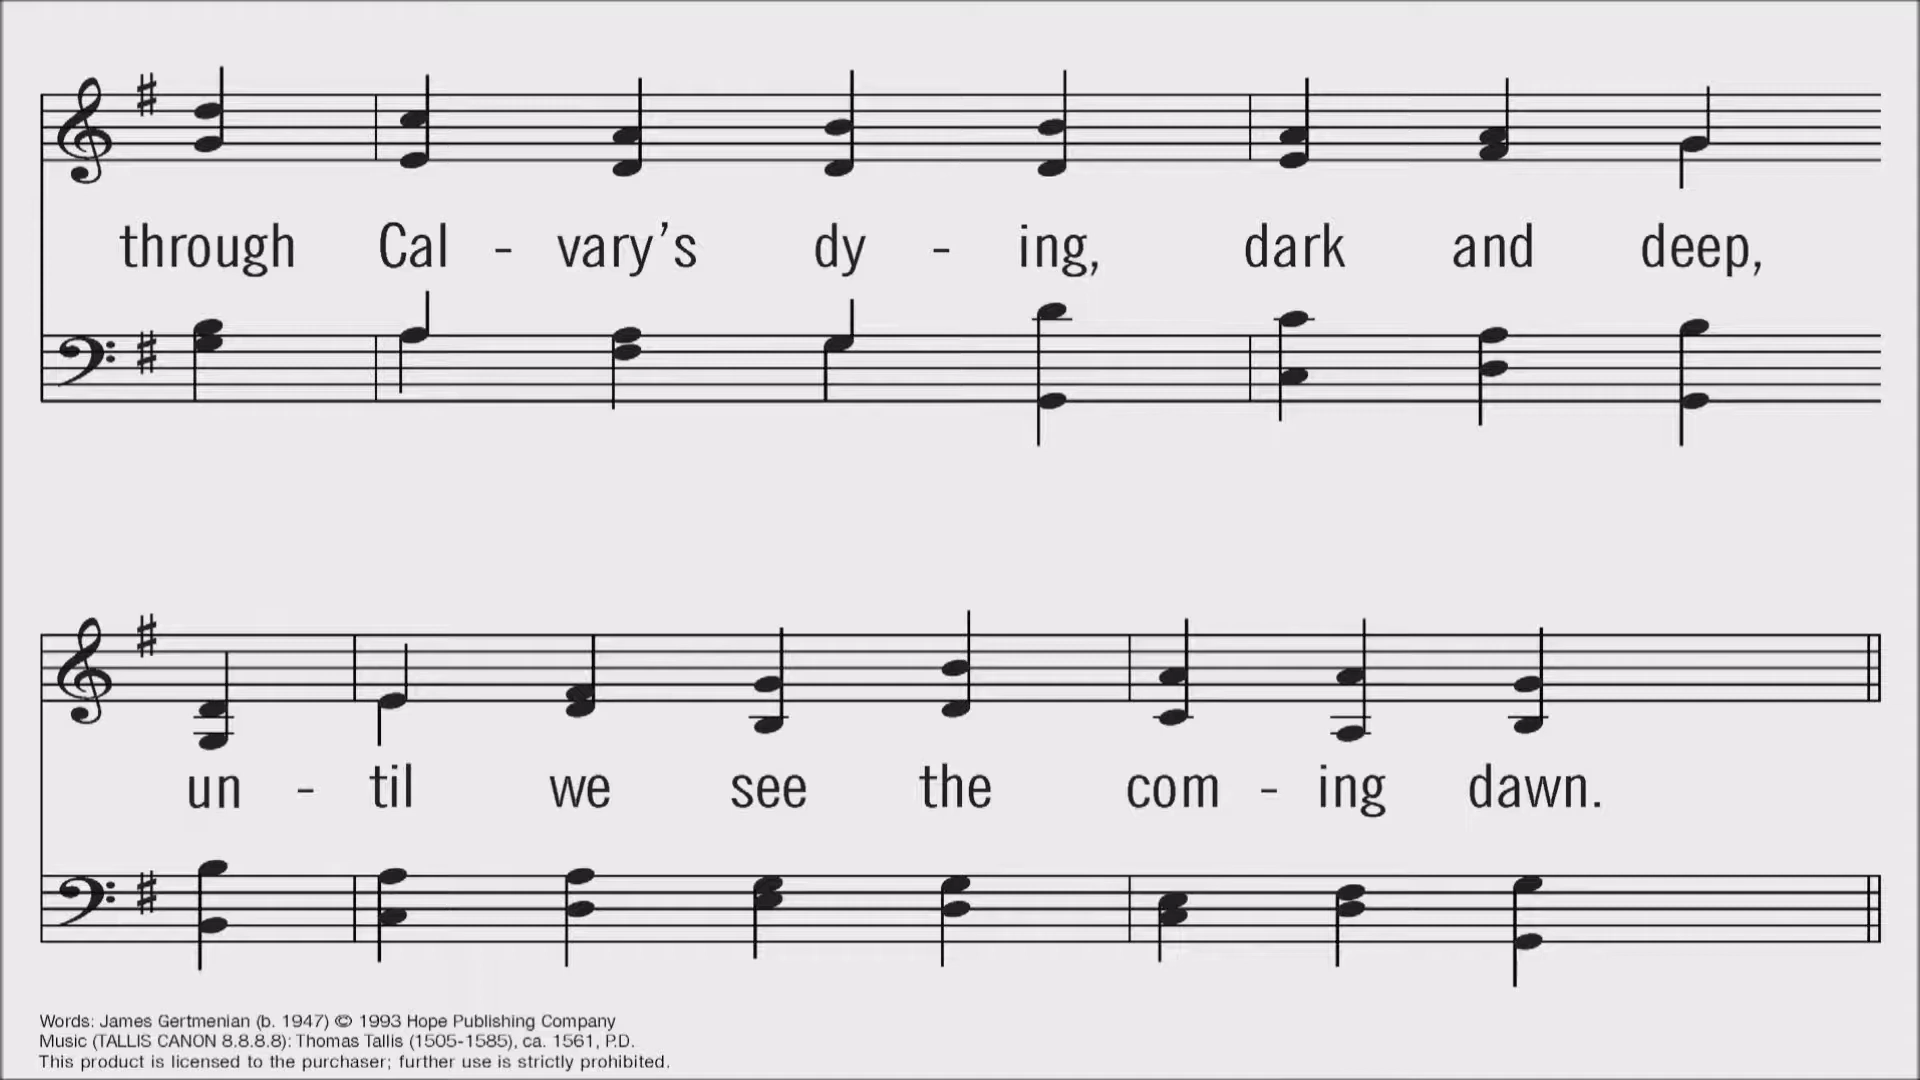 through Cal - vary’s dy - ing, dark and deep,
un - til we see the com - ing dawn.
Words: James Gertmenian (b. 1947) © 1993 Hope Publishing Company
Music (TALLIS CANON 8.8.8.8): Thomas Tallis (1505-1585), ca. 1561, P.D.
This product is licensed to the purchaser; further use is strictly prohibited.